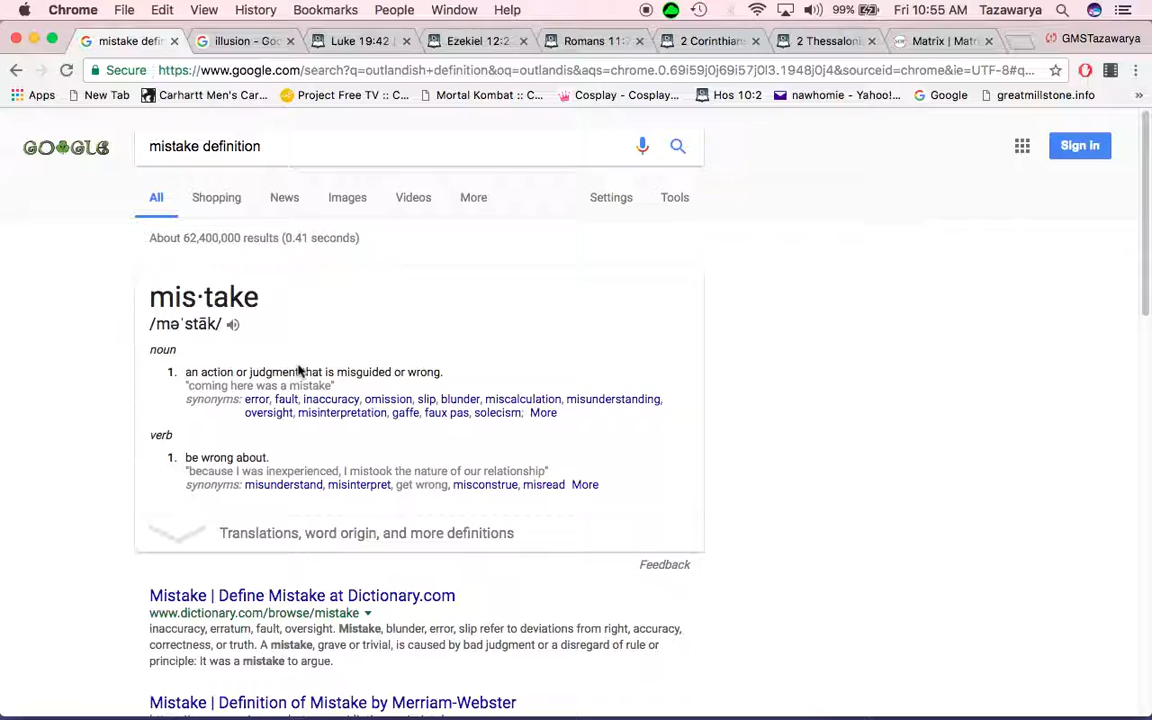 Chrome File Edit View History Bookmarks People Window Help 99% Fri 10:55 AM Tazawarya
mistake defin illusion - Goo Luke 19:42 Ezekiel 12:2 Romans 11:7 2 Corinthians 2 Thessaloni Matrix | Matri GMSTazawarya
Secure https://www.google.com/search?q=outlandish+definition&oq=outlandis&aqs=chrome.0.69i59j0j69i57j0l3.1948j0j4&sourceid=chrome&ie=UTF-8#q...
Apps New Tab Carhartt Men's Car... Project Free TV :: C... Mortal Kombat :: C... Cosplay - Cosplay... Hos 10:2 nawhomie - Yahoo!... Google greatmillstone.info »
GOOGLE mistake definition Sign in
All Shopping News Images Videos More Settings Tools
About 62,400,000 results (0.41 seconds)
mis·take
/məˈstāk/
noun
1. an action or judgment that is misguided or wrong.
"coming here was a mistake"
synonyms: error, fault, inaccuracy, omission, slip, blunder, miscalculation, misunderstanding,
oversight, misinterpretation, gaffe, faux pas, solecism; More
verb
1. be wrong about.
"because I was inexperienced, I mistook the nature of our relationship"
synonyms: misunderstand, misinterpret, get wrong, misconstrue, misread More
Translations, word origin, and more definitions
Feedback
Mistake | Define Mistake at Dictionary.com
www.dictionary.com/browse/mistake
inaccuracy, erratum, fault, oversight. Mistake, blunder, error, slip refer to deviations from right, accuracy,
correctness, or truth. A mistake, grave or trivial, is caused by bad judgment or a disregard of rule or
principle: It was a mistake to argue.
Mistake | Definition of Mistake by Merriam-Webster